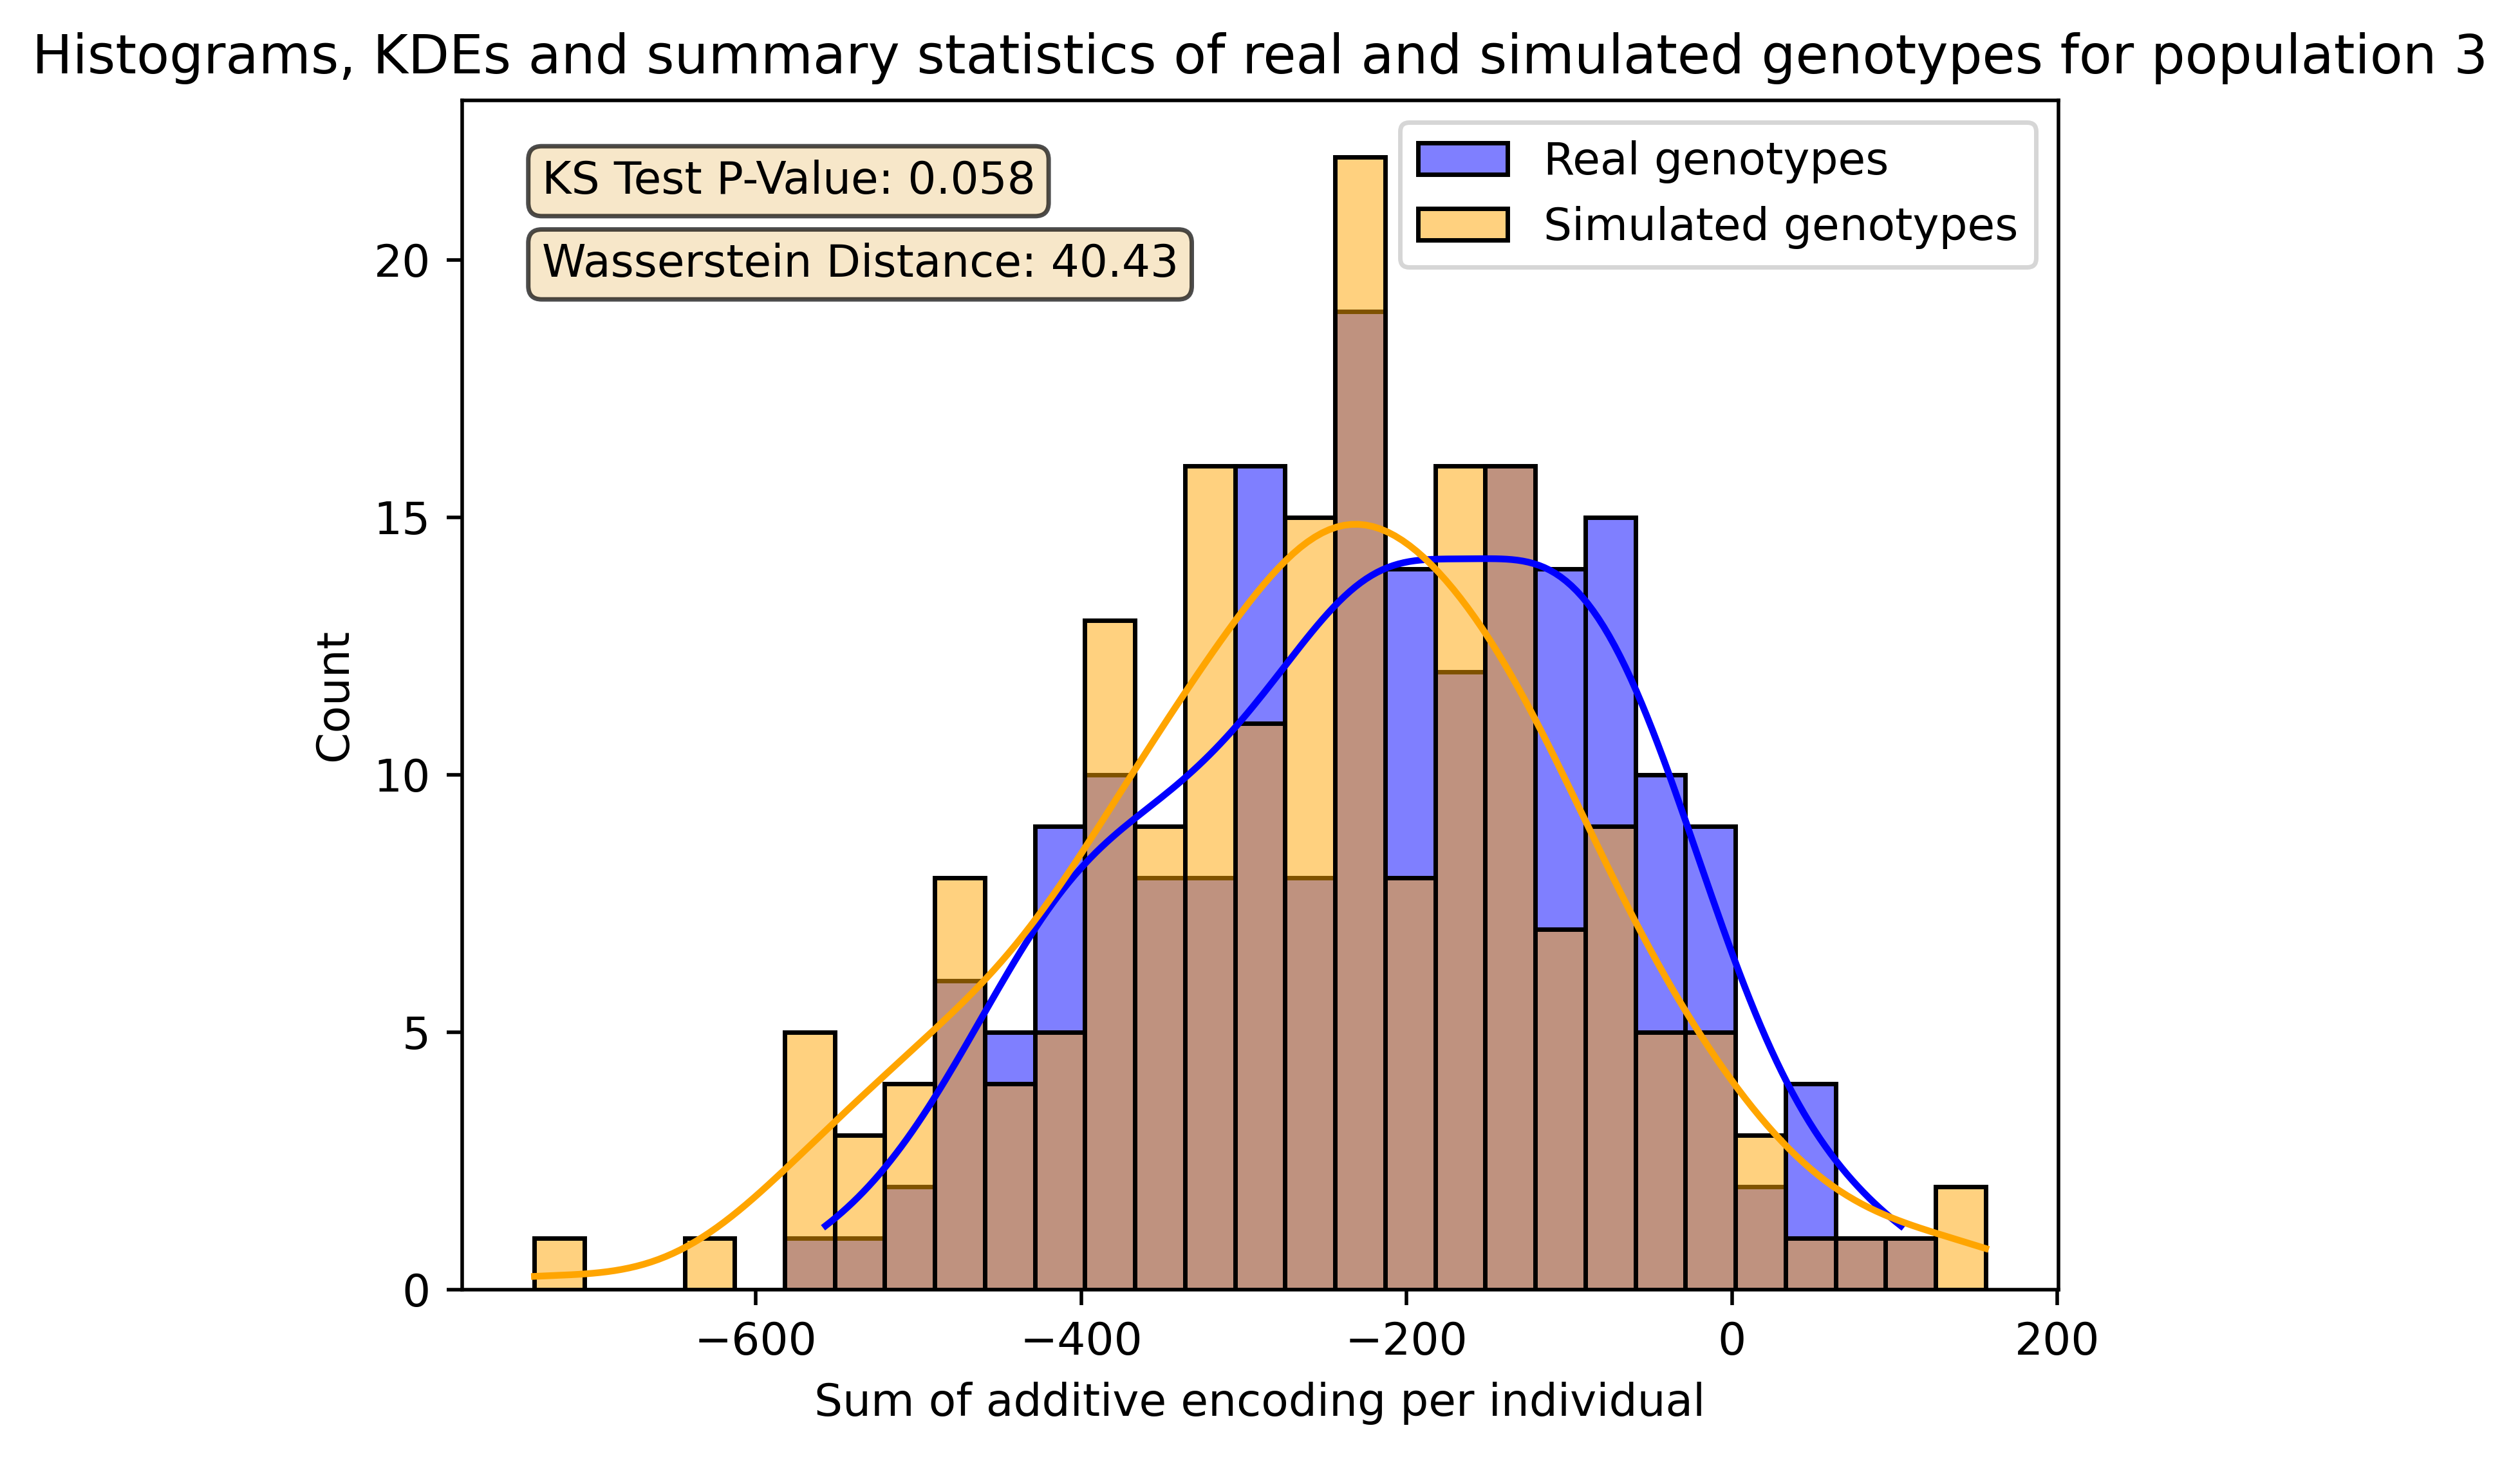 Histograms, KDEs and summary statistics of real and simulated genotypes for population 3
KS Test P-Value: 0.058
Wasserstein Distance: 40.43
Real genotypes
Simulated genotypes
20
15
10
5
0
Count
−600 −400 −200 0 200
Sum of additive encoding per individual